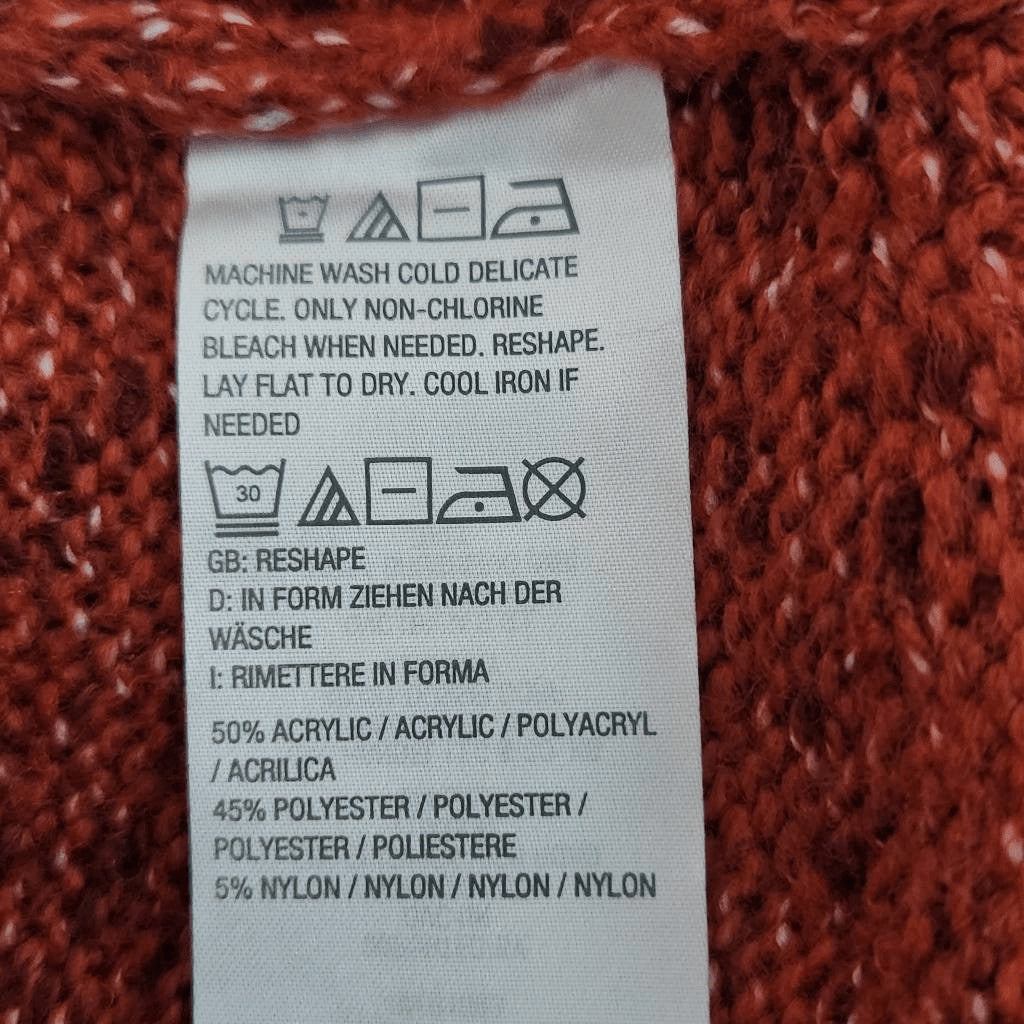 MACHINE WASH COLD DELICATE
CYCLE. ONLY NON-CHLORINE
BLEACH WHEN NEEDED. RESHAPE.
LAY FLAT TO DRY. COOL IRON IF
NEEDED
30
GB: RESHAPE
D: IN FORM ZIEHEN NACH DER
WÄSCHE
I: RIMETTERE IN FORMA
50% ACRYLIC / ACRYLIC / POLYACRYL
/ ACRILICA
45% POLYESTER / POLYESTER /
POLYESTER / POLIESTERE
5% NYLON / NYLON / NYLON / NYLON